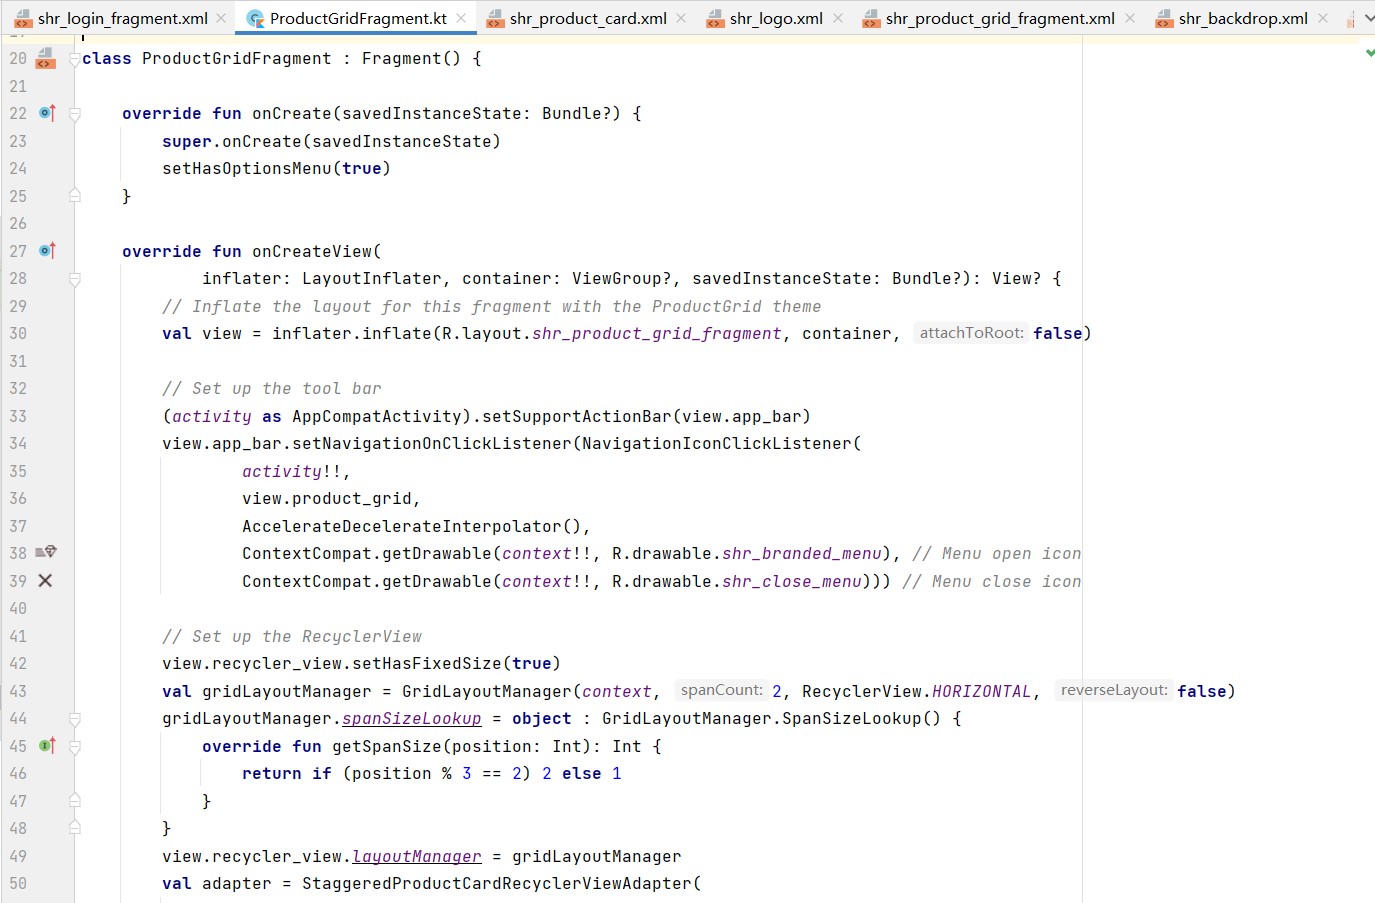 shr_login_fragment.xml ProductGridFragment.kt shr_product_card.xml shr_logo.xml shr_product_grid_fragment.xml shr_backdrop.xml
20 class ProductGridFragment : Fragment() {
21
22 override fun onCreate(savedInstanceState: Bundle?) {
23 super.onCreate(savedInstanceState)
24 setHasOptionsMenu(true)
25 }
26
27 override fun onCreateView(
28 inflater: LayoutInflater, container: ViewGroup?, savedInstanceState: Bundle?): View? {
29 // Inflate the layout for this fragment with the ProductGrid theme
30 val view = inflater.inflate(R.layout.shr_product_grid_fragment, container, attachToRoot: false)
31
32 // Set up the tool bar
33 (activity as AppCompatActivity).setSupportActionBar(view.app_bar)
34 view.app_bar.setNavigationOnClickListener(NavigationIconClickListener(
35 activity!!,
36 view.product_grid,
37 AccelerateDecelerateInterpolator(),
38 ContextCompat.getDrawable(context!!, R.drawable.shr_branded_menu), // Menu open icon
39 ContextCompat.getDrawable(context!!, R.drawable.shr_close_menu))) // Menu close icon
40
41 // Set up the RecyclerView
42 view.recycler_view.setHasFixedSize(true)
43 val gridLayoutManager = GridLayoutManager(context, spanCount: 2, RecyclerView.HORIZONTAL, reverseLayout: false)
44 gridLayoutManager.spanSizeLookup = object : GridLayoutManager.SpanSizeLookup() {
45 override fun getSpanSize(position: Int): Int {
46 return if (position % 3 == 2) 2 else 1
47 }
48 }
49 view.recycler_view.layoutManager = gridLayoutManager
50 val adapter = StaggeredProductCardRecyclerViewAdapter(